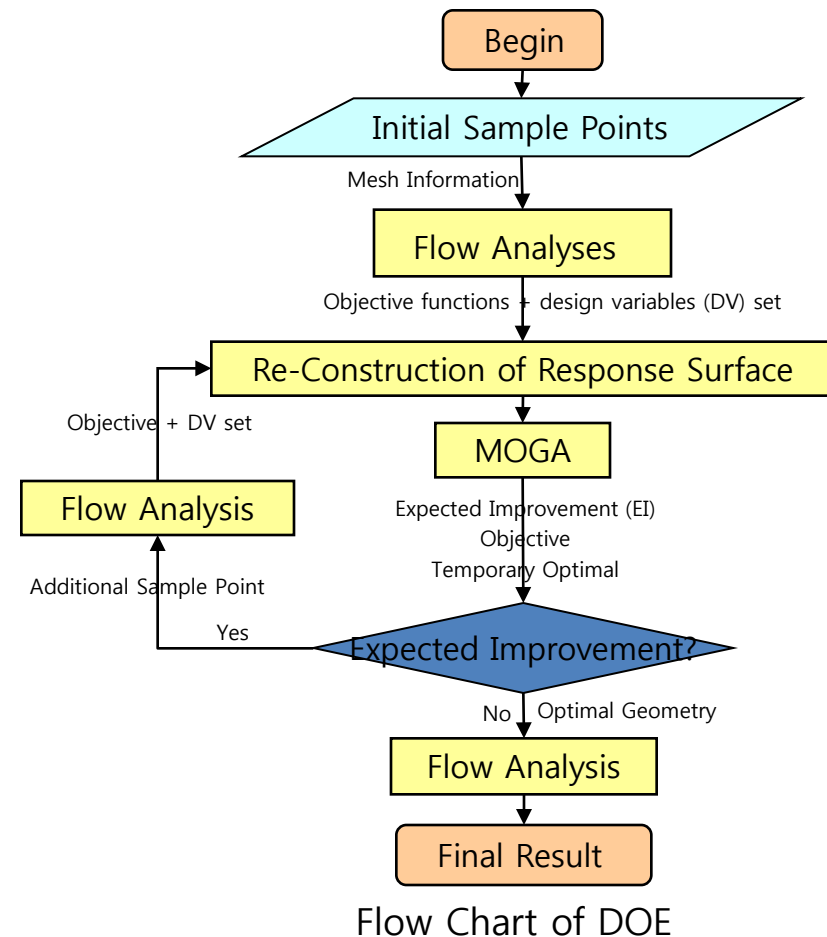 Begin
Initial Sample Points
Mesh Information
Flow Analyses
Objective functions + design variables (DV) set
Re-Construction of Response Surface
Objective + DV set
MOGA
Flow Analysis
Expected Improvement (EI)
Objective
Temporary Optimal
Additional Sample Point
Yes
Expected Improvement?
No
Optimal Geometry
Flow Analysis
Final Result
Flow Chart of DOE